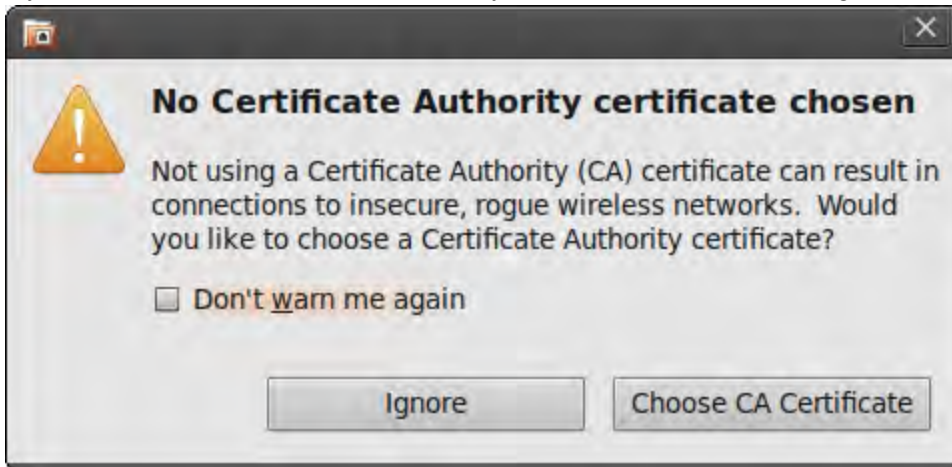 No Certificate Authority certificate chosen
Not using a Certificate Authority (CA) certificate can result in
connections to insecure, rogue wireless networks. Would
you like to choose a Certificate Authority certificate?
Don't warn me again
Ignore
Choose CA Certificate